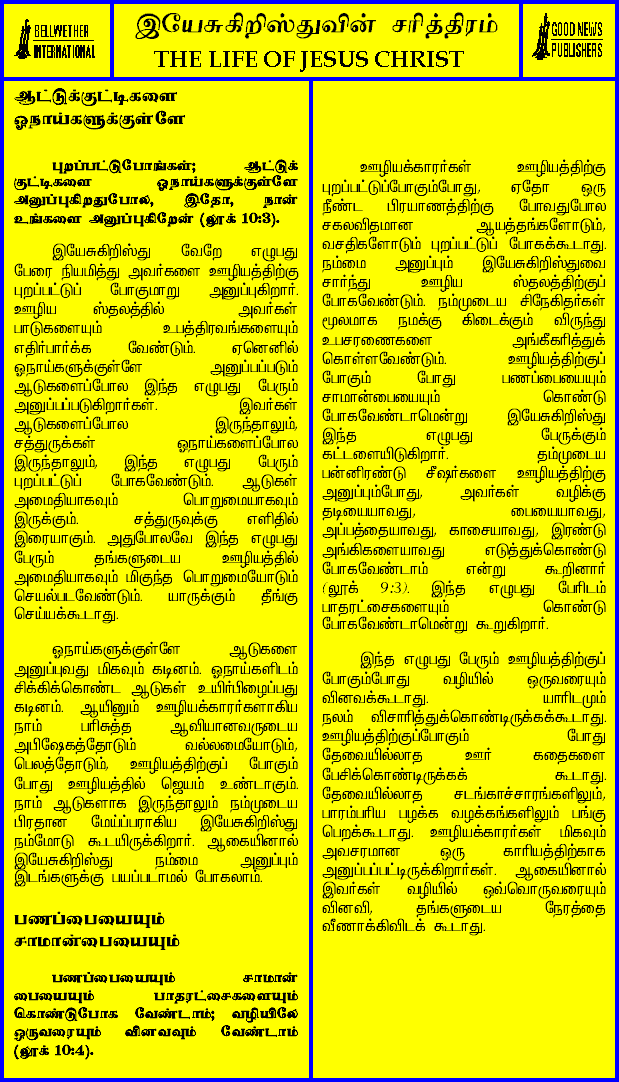 BELLWETHER
INTERNATIONAL
இயேசுகிறிஸ்துவின் சரித்திரம்
THE LIFE OF JESUS CHRIST
GOOD NEWS
PUBLISHERS
ஆட்டுக்குட்டிகளை
ஓநாய்களுக்குள்ளே
புறப்பட்டுபோங்கள்; ஆட்டுக்
குட்டிகளை ஓநாய்களுக்குள்ளே
அனுப்புகிறதுபோல, இதோ, நான்
உங்களை அனுப்புகிறேன் (லூக் 10:3).
இயேசுகிறிஸ்து வேறே எழுபது
பேரை நியமித்து அவர்களை ஊழியத்திற்கு
புறப்பட்டுப் போகுமாறு அனுப்புகிறார்.
ஊழிய ஸ்தலத்தில் அவர்கள்
பாடுகளையும் உபத்திரவங்களையும்
எதிர்பார்க்க வேண்டும். ஏனெனில்
ஓநாய்களுக்குள்ளே அனுப்பப்படும்
ஆடுகளைப்போல இந்த எழுபது பேரும்
அனுப்பப்படுகிறார்கள். இவர்கள்
ஆடுகளைப்போல இருந்தாலும்,
சத்துருக்கள் ஓநாய்களைப்போல
இருந்தாலும், இந்த எழுபது பேரும்
புறப்பட்டுப் போகவேண்டும். ஆடுகள்
அமைதியாகவும் பொறுமையாகவும்
இருக்கும். சத்துருவுக்கு எளிதில்
இரையாகும். அதுபோலவே இந்த எழுபது
பேரும் தங்களுடைய ஊழியத்தில்
அமைதியாகவும் மிகுந்த பொறுமையோடும்
செயல்படவேண்டும். யாருக்கும் தீங்கு
செய்யக்கூடாது.
ஓநாய்களுக்குள்ளே ஆடுகளை
அனுப்புவது மிகவும் கடினம். ஓநாய்களிடம்
சிக்கிக்கொண்ட ஆடுகள் உயிர்பிழைப்பது
கடினம். ஆயினும் ஊழியக்காரர்களாகிய
நாம் பரிசுத்த ஆவியானவருடைய
அபிஷேகத்தோடும் வல்லமையோடும்,
பெலத்தோடும், ஊழியத்திற்குப் போகும்
போது ஊழியத்தில் ஜெயம் உண்டாகும்.
நாம் ஆடுகளாக இருந்தாலும் நம்முடைய
பிரதான மேய்ப்பராகிய இயேசுகிறிஸ்து
நம்மோடு கூடயிருக்கிறார். ஆகையினால்
இயேசுகிறிஸ்து நம்மை அனுப்பும்
இடங்களுக்கு பயப்படாமல் போகலாம்.
பணப்பையையும்
சாமான்பையையும்
பணப்பையையும் சாமான்
பையையும் பாதரட்சைகளையும்
கொண்டுபோக வேண்டாம்; வழியிலே
ஒருவரையும் வினவவும் வேண்டாம்
(லூக் 10:4).
ஊழியக்காரர்கள் ஊழியத்திற்கு
புறப்பட்டுப்போகும்போது, ஏதோ ஒரு
நீண்ட பிரயாணத்திற்கு போவதுபோல
சகலவிதமான ஆயத்தங்களோடும்,
வசதிகளோடும் புறப்பட்டுப் போகக்கூடாது.
நம்மை அனுப்பும் இயேசுகிறிஸ்துவை
சார்ந்து ஊழிய ஸ்தலத்திற்குப்
போகவேண்டும். நம்முடைய சிநேகிதர்கள்
மூலமாக நமக்கு கிடைக்கும் விருந்து
உபசரணைகளை அங்கீகரித்துக்
கொள்ளவேண்டும். ஊழியத்திற்குப்
போகும் போது பணப்பையையும்
சாமான்பையையும் கொண்டு
போகவேண்டாமென்று இயேசுகிறிஸ்து
இந்த எழுபது பேருக்கும்
கட்டளையிடுகிறார். தம்முடைய
பன்னிரண்டு சீஷர்களை ஊழியத்திற்கு
அனுப்பும்போது, அவர்கள் வழிக்கு
தடியையாவது, பையையாவது,
அப்பத்தையாவது, காசையாவது, இரண்டு
அங்கிகளையாவது எடுத்துக்கொண்டு
போகவேண்டாம் என்று கூறினார்
(லூக் 9:3). இந்த எழுபது பேரிடம்
பாதரட்சைகளையும் கொண்டு
போகவேண்டாமென்று கூறுகிறார்.
இந்த எழுபது பேரும் ஊழியத்திற்குப்
போகும்போது வழியில் ஒருவரையும்
வினவக்கூடாது. யாரிடமும்
நலம் விசாரித்துக்கொண்டிருக்கக்கூடாது.
ஊழியத்திற்குப்போகும் போது
தேவையில்லாத ஊர் கதைகளை
பேசிக்கொண்டிருக்கக் கூடாது.
தேவையில்லாத சடங்காச்சாரங்களிலும்,
பாரம்பரிய பழக்க வழக்கங்களிலும் பங்கு
பெறக்கூடாது. ஊழியக்காரர்கள் மிகவும்
அவசரமான ஒரு காரியத்திற்காக
அனுப்பப்பட்டிருக்கிறார்கள். ஆகையினால்
இவர்கள் வழியில் ஒவ்வொருவரையும்
வினவி, தங்களுடைய நேரத்தை
வீணாக்கிவிடக் கூடாது.